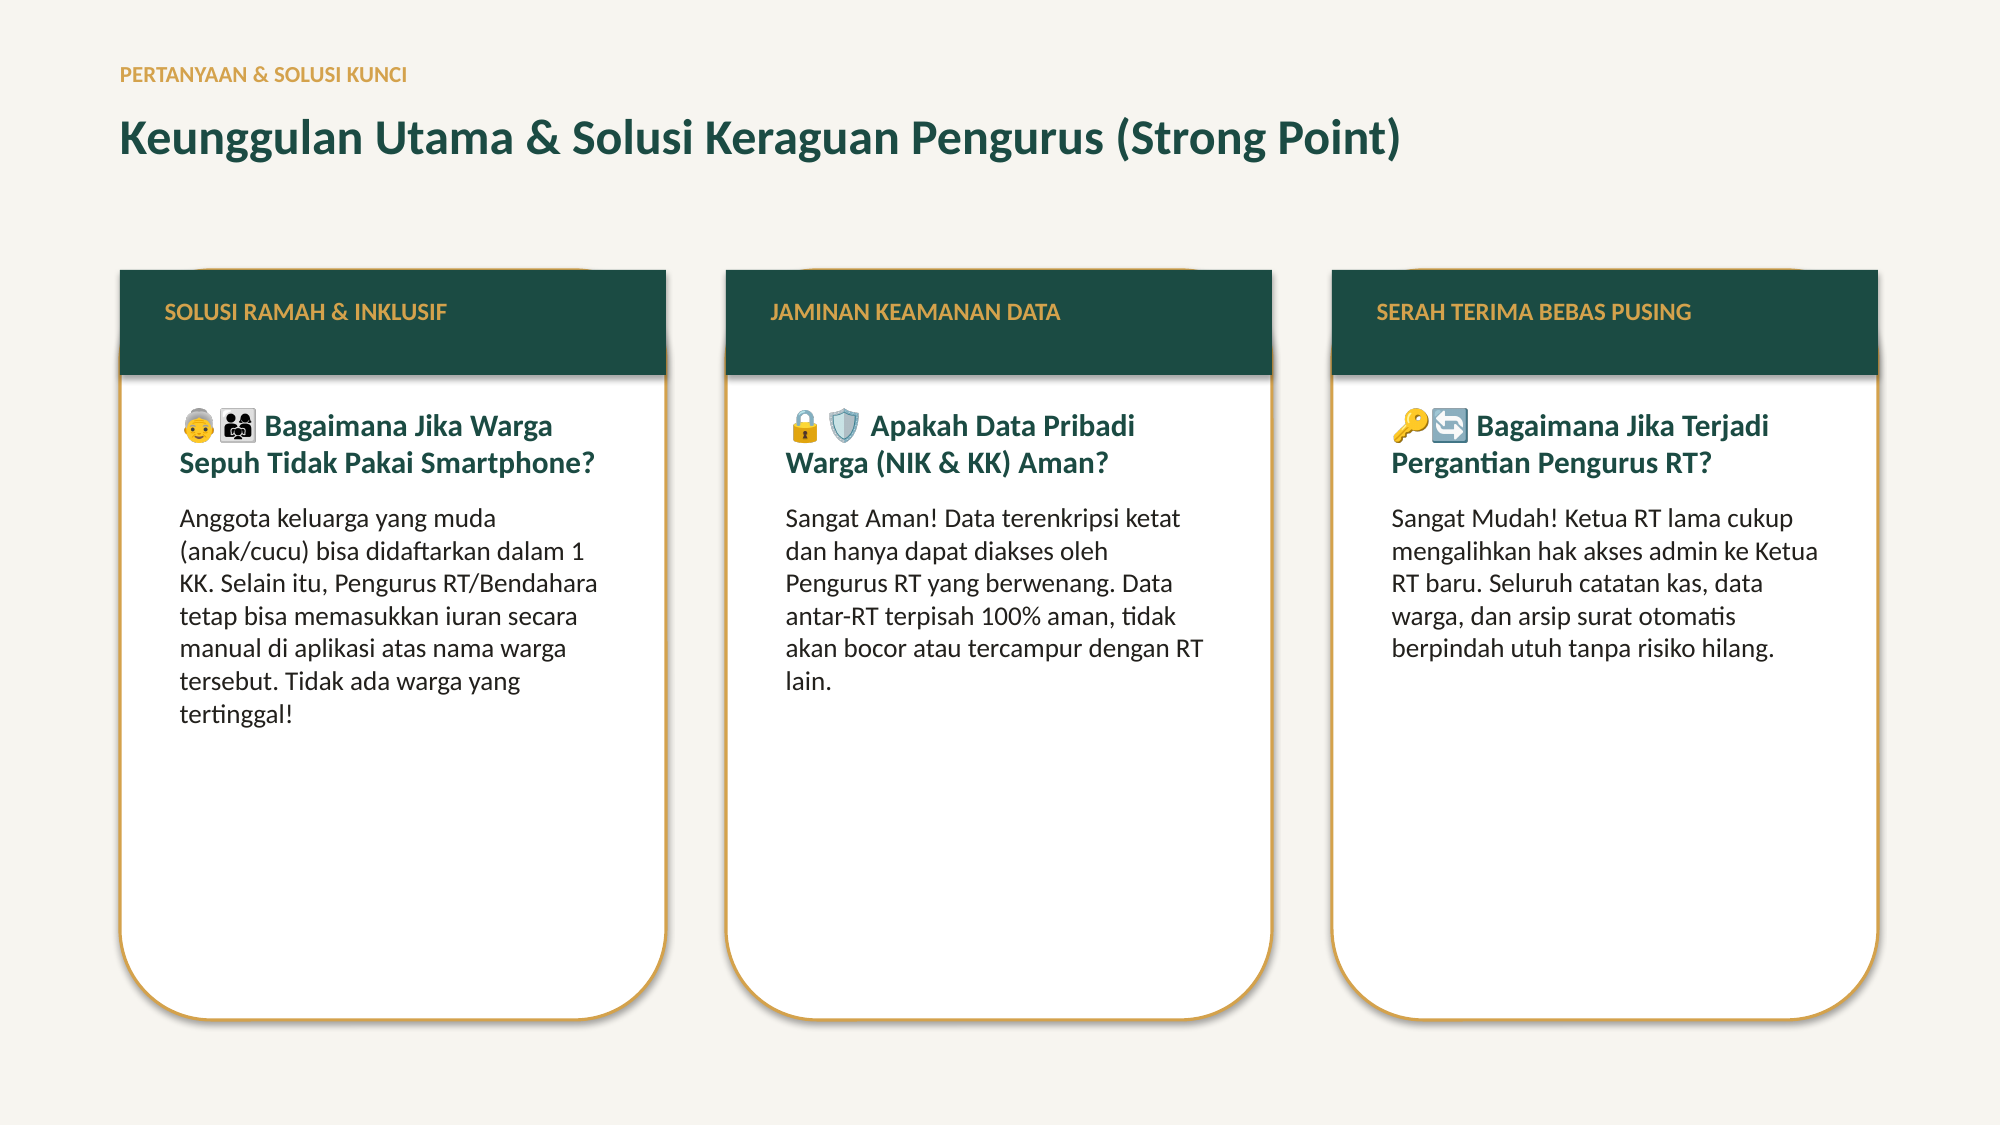 PERTANYAAN & SOLUSI KUNCI
Keunggulan Utama & Solusi Keraguan Pengurus (Strong Point)
SOLUSI RAMAH & INKLUSIF
👵👨‍👩‍👧 Bagaimana Jika Warga
Sepuh Tidak Pakai Smartphone?
Anggota keluarga yang muda
(anak/cucu) bisa didaftarkan dalam 1
KK. Selain itu, Pengurus RT/Bendahara
tetap bisa memasukkan iuran secara
manual di aplikasi atas nama warga
tersebut. Tidak ada warga yang
tertinggal!
JAMINAN KEAMANAN DATA
🔒🛡️ Apakah Data Pribadi
Warga (NIK & KK) Aman?
Sangat Aman! Data terenkripsi ketat
dan hanya dapat diakses oleh
Pengurus RT yang berwenang. Data
antar-RT terpisah 100% aman, tidak
akan bocor atau tercampur dengan RT
lain.
SERAH TERIMA BEBAS PUSING
🔑🔄 Bagaimana Jika Terjadi
Pergantian Pengurus RT?
Sangat Mudah! Ketua RT lama cukup
mengalihkan hak akses admin ke Ketua
RT baru. Seluruh catatan kas, data
warga, dan arsip surat otomatis
berpindah utuh tanpa risiko hilang.